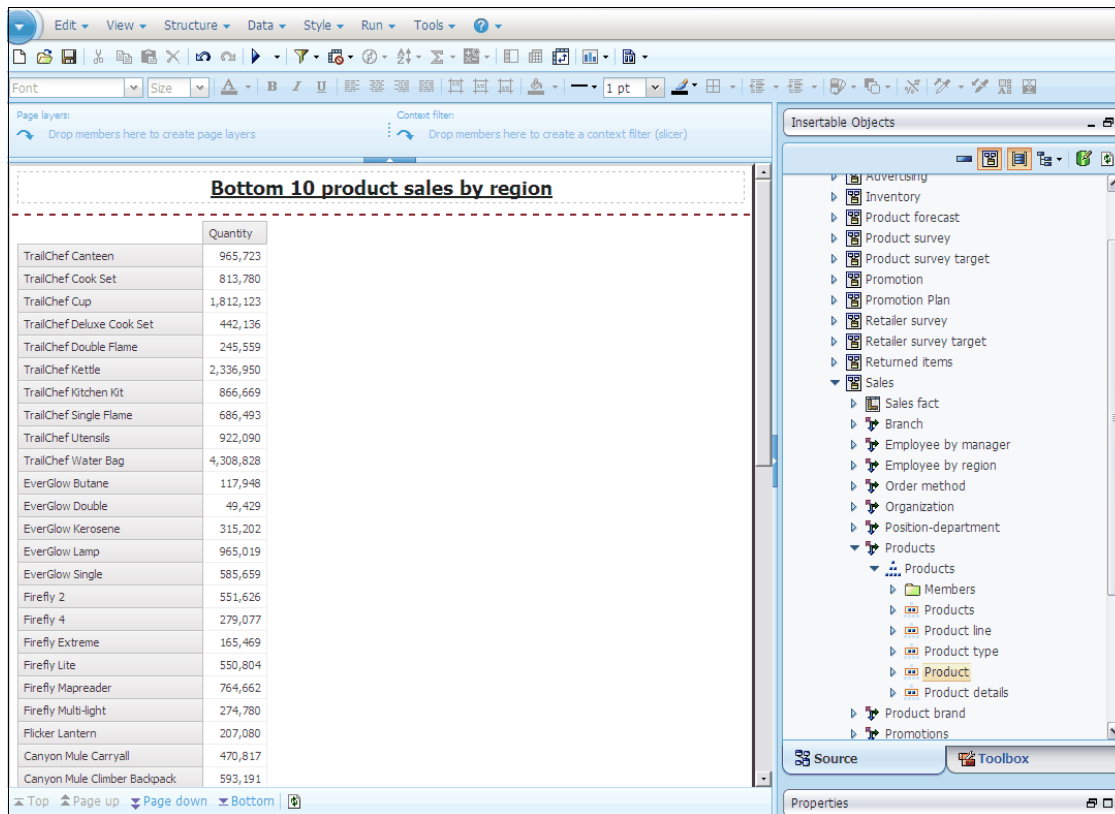 Edit View Structure Data Style Run Tools
Font Size 1 pt
Page layers:
Drop members here to create page layers
Context filter:
Drop members here to create a context filter (slicer)
Bottom 10 product sales by region
Quantity
TrailChef Canteen 965,723
TrailChef Cook Set 813,780
TrailChef Cup 1,812,123
TrailChef Deluxe Cook Set 442,136
TrailChef Double Flame 245,559
TrailChef Kettle 2,336,950
TrailChef Kitchen Kit 866,669
TrailChef Single Flame 686,493
TrailChef Utensils 922,090
TrailChef Water Bag 4,308,828
EverGlow Butane 117,948
EverGlow Double 49,429
EverGlow Kerosene 315,202
EverGlow Lamp 965,019
EverGlow Single 585,659
Firefly 2 551,626
Firefly 4 279,077
Firefly Extreme 165,469
Firefly Lite 550,804
Firefly Mapreader 764,662
Firefly Multi-light 274,780
Flicker Lantern 207,080
Canyon Mule Carryall 470,817
Canyon Mule Climber Backpack 593,191
Top Page up Page down Bottom
Insertable Objects
Advertising
Inventory
Product forecast
Product survey
Product survey target
Promotion
Promotion Plan
Retailer survey
Retailer survey target
Returned items
Sales
Sales fact
Branch
Employee by manager
Employee by region
Order method
Organization
Position-department
Products
Products
Members
Products
Product line
Product type
Product
Product details
Product brand
Promotions
Source Toolbox
Properties